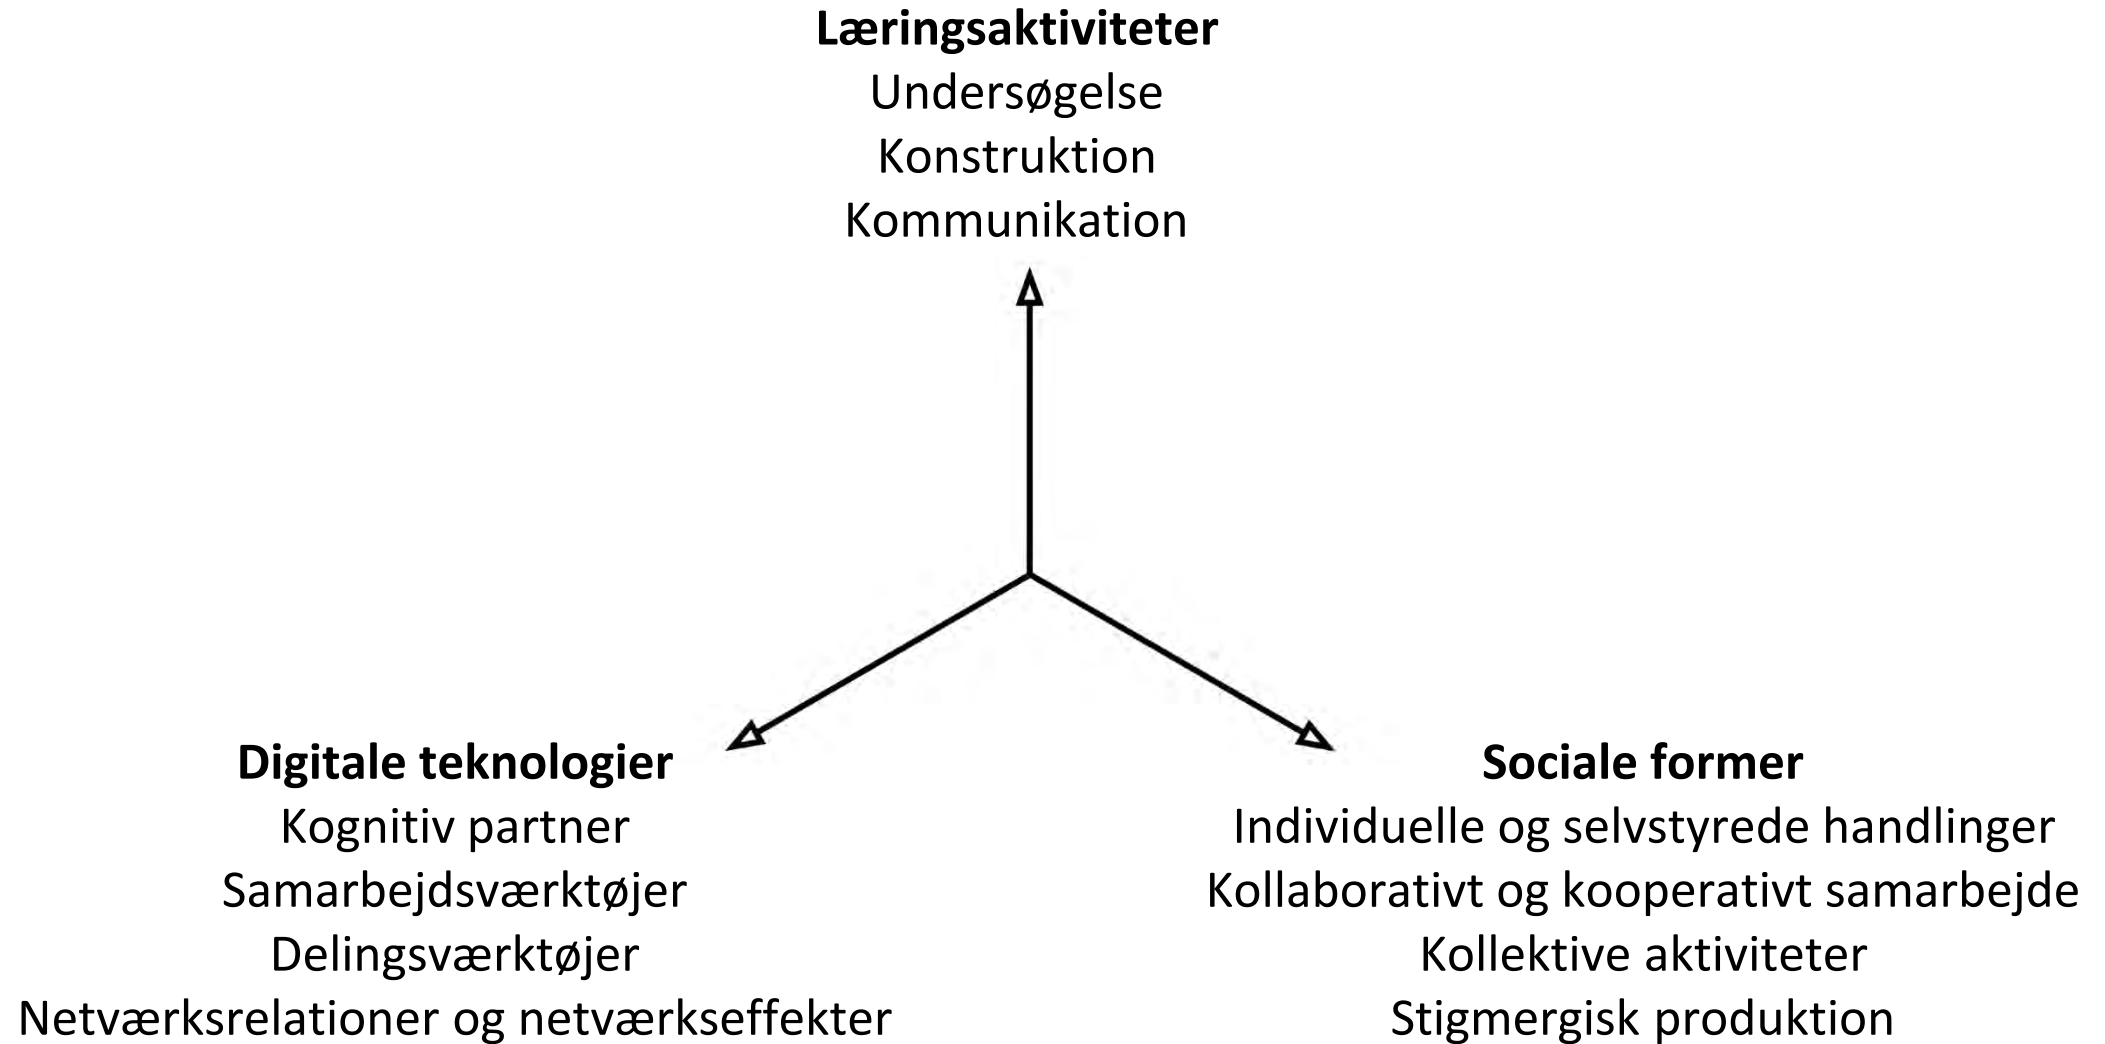 Læringsaktiviteter
Undersøgelse
Konstruktion
Kommunikation
Digitale teknologier
Kognitiv partner
Samarbejdsværktøjer
Delingsværktøjer
Netværksrelationer og netværkseffekter
Sociale former
Individuelle og selvstyrede handlinger
Kollaborativt og kooperativt samarbejde
Kollektive aktiviteter
Stigmergisk produktion